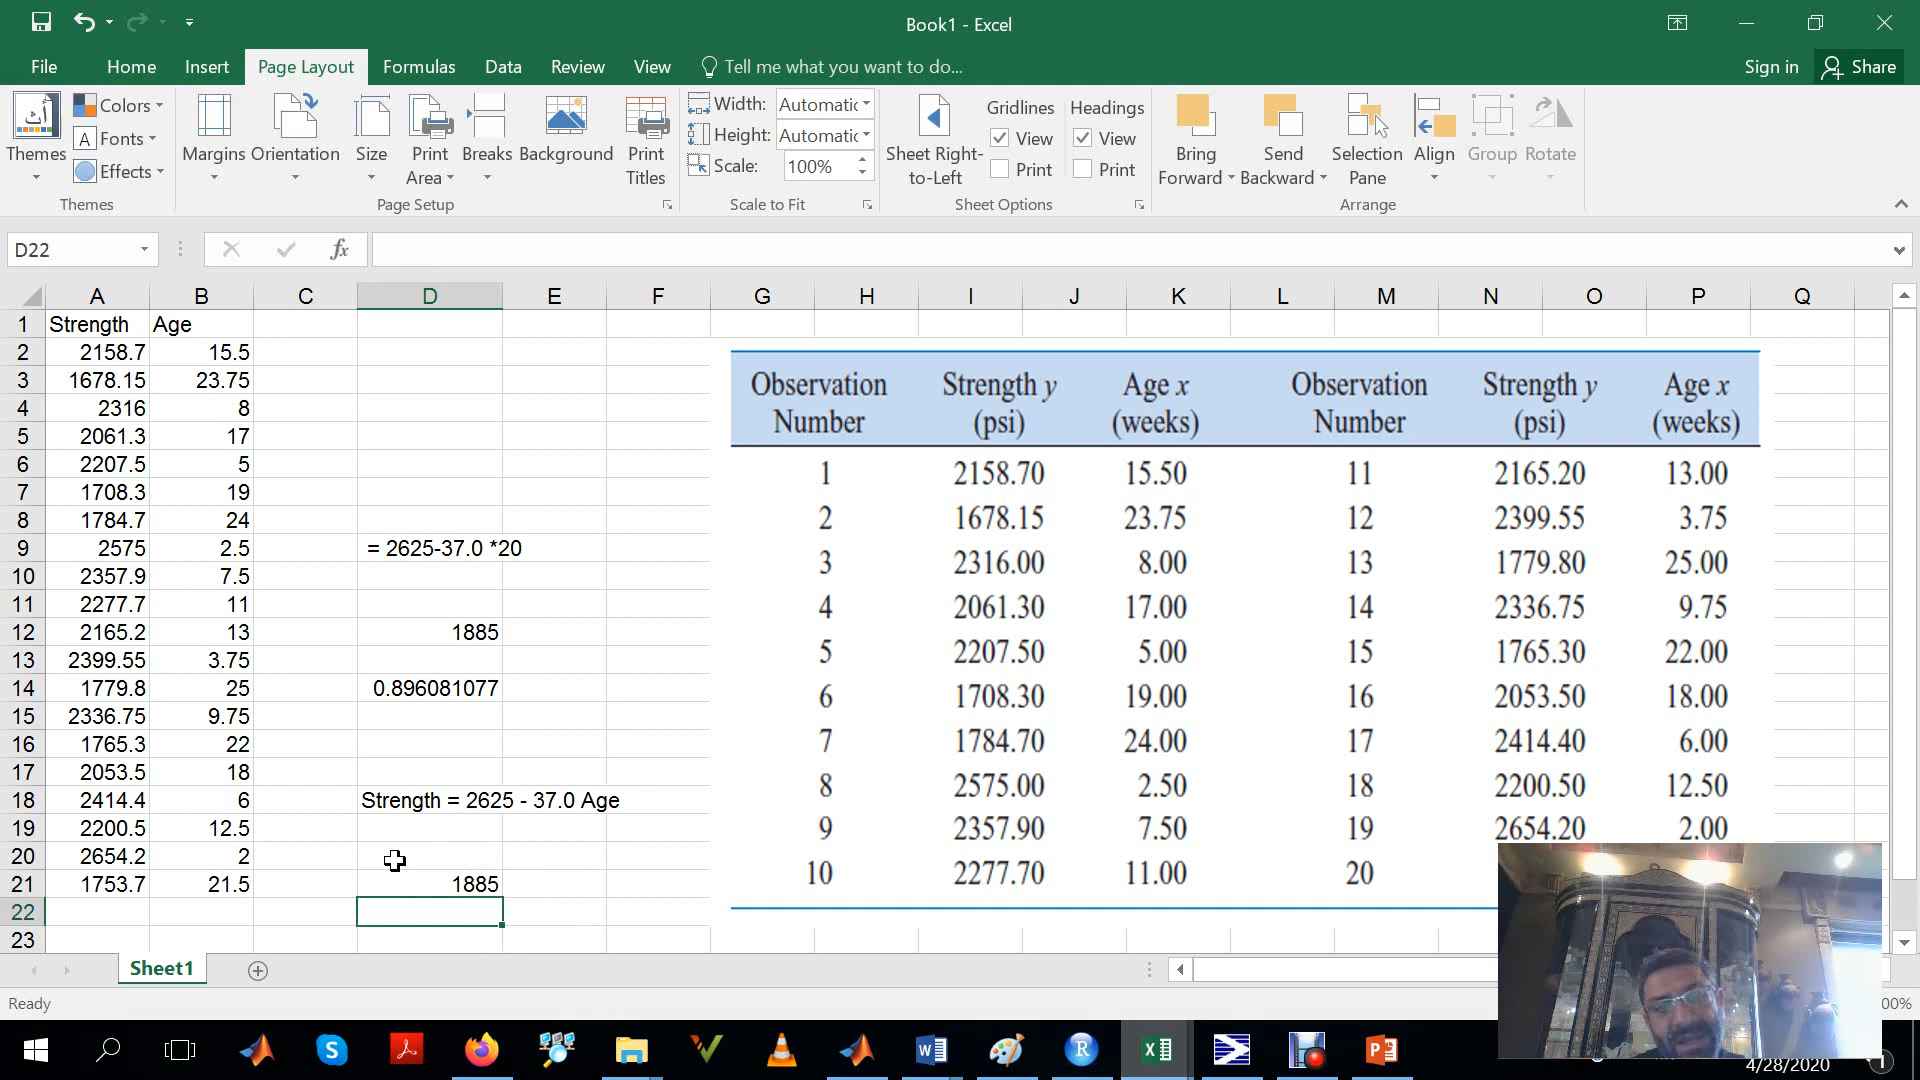 Book1 - Excel
File Home Insert Page Layout Formulas Data Review View Tell me what you want to do... Sign in Share
Themes Colors Fonts Effects Margins Orientation Size Print Area Breaks Background Print Titles
Width: Automatic
Height: Automatic
Scale: 100%
Sheet Right-to-Left Gridlines View Print Headings View Print
Bring Forward Send Backward Selection Pane Align Group Rotate
Themes Page Setup Scale to Fit Sheet Options Arrange
D22 fx
A B C D E F G H I J K L M N O P Q
1 Strength Age
2 2158.7 15.5
3 1678.15 23.75
4 2316 8
5 2061.3 17
6 2207.5 5
7 1708.3 19
8 1784.7 24
9 2575 2.5 = 2625-37.0 *20
10 2357.9 7.5
11 2277.7 11
12 2165.2 13 1885
13 2399.55 3.75
14 1779.8 25 0.896081077
15 2336.75 9.75
16 1765.3 22
17 2053.5 18
18 2414.4 6 Strength = 2625 - 37.0 Age
19 2200.5 12.5
20 2654.2 2
21 1753.7 21.5 1885
22
23
Observation Strength y Age x Observation Strength y Age x
Number (psi) (weeks) Number (psi) (weeks)
1 2158.70 15.50 11 2165.20 13.00
2 1678.15 23.75 12 2399.55 3.75
3 2316.00 8.00 13 1779.80 25.00
4 2061.30 17.00 14 2336.75 9.75
5 2207.50 5.00 15 1765.30 22.00
6 1708.30 19.00 16 2053.50 18.00
7 1784.70 24.00 17 2414.40 6.00
8 2575.00 2.50 18 2200.50 12.50
9 2357.90 7.50 19 2654.20 2.00
10 2277.70 11.00 20
Sheet1
Ready
4/28/2020